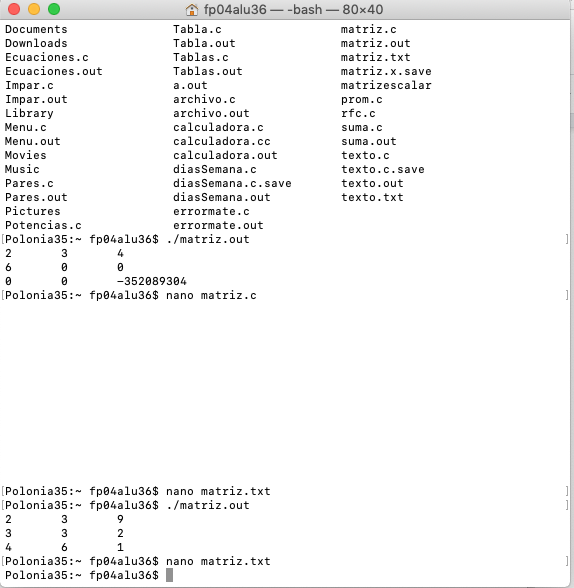 fp04alu36 — -bash — 80×40
Documents Tabla.c matriz.c
Downloads Tabla.out matriz.out
Ecuaciones.c Tablas.c matriz.txt
Ecuaciones.out Tablas.out matriz.x.save
Impar.c a.out matrizescalar
Impar.out archivo.c prom.c
Library archivo.out rfc.c
Menu.c calculadora.c suma.c
Menu.out calculadora.cc suma.out
Movies calculadora.out texto.c
Music diasSemana.c texto.c.save
Pares.c diasSemana.c.save texto.out
Pares.out diasSemana.out texto.txt
Pictures errormate.c
Potencias.c errormate.out
[Polonia35:~ fp04alu36$ ./matriz.out ]
2 3 4
6 0 0
0 0 -352089304
[Polonia35:~ fp04alu36$ nano matriz.c ]
[Polonia35:~ fp04alu36$ nano matriz.txt ]
[Polonia35:~ fp04alu36$ ./matriz.out ]
2 3 9
3 3 2
4 6 1
[Polonia35:~ fp04alu36$ nano matriz.txt ]
Polonia35:~ fp04alu36$